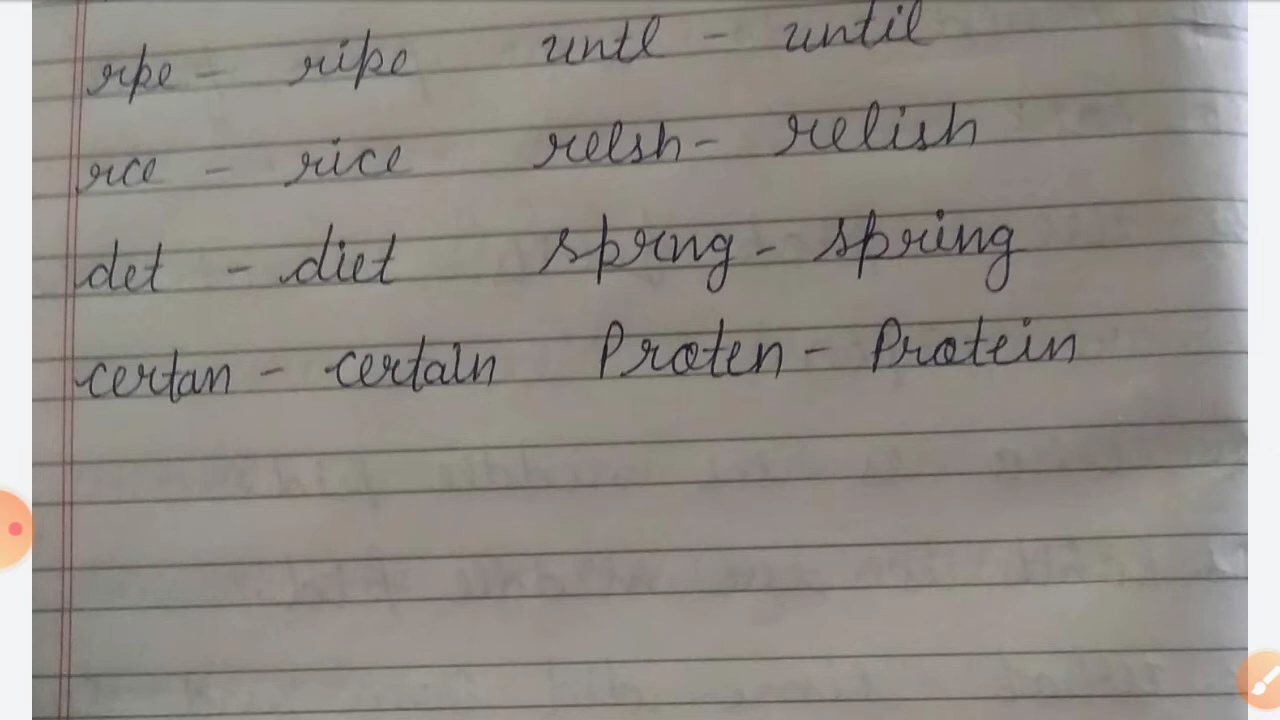 rpe - ripe untl - until
rce - rice relsh - relish
det - diet sprng - spring
certan - certain Proten - Protein